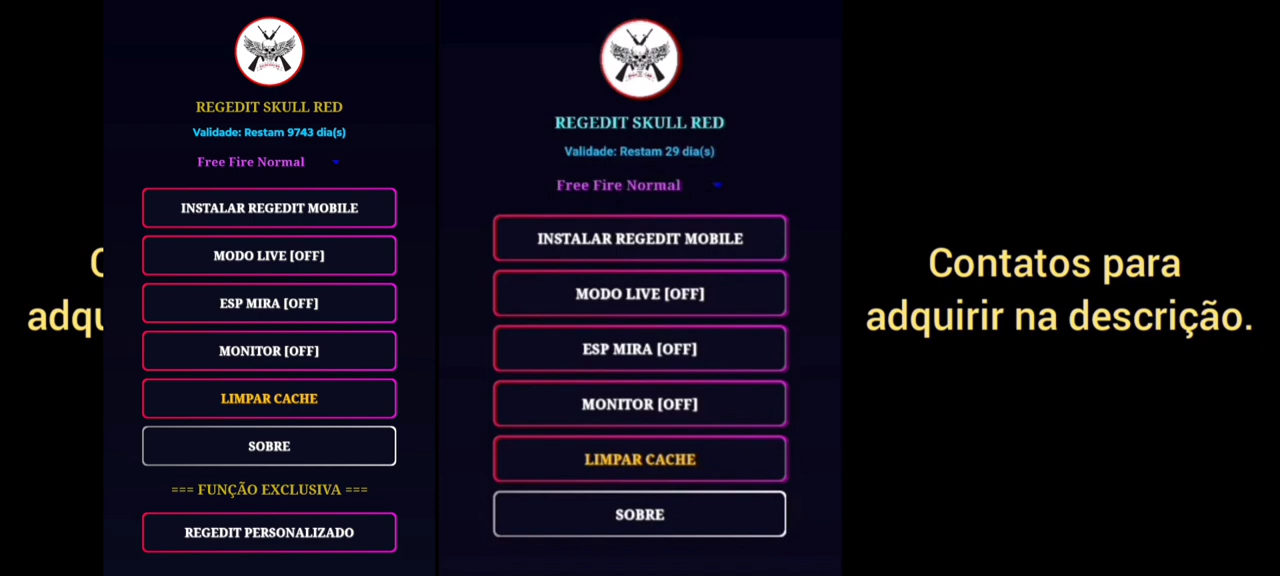 REGEDIT SKULL RED
Validade: Restam 9743 dia(s)
Free Fire Normal
INSTALAR REGEDIT MOBILE
MODO LIVE [OFF]
ESP MIRA [OFF]
MONITOR [OFF]
LIMPAR CACHE
SOBRE
=== FUNÇÃO EXCLUSIVA ===
REGEDIT PERSONALIZADO
REGEDIT SKULL RED
Validade: Restam 29 dia(s)
Free Fire Normal
INSTALAR REGEDIT MOBILE
MODO LIVE [OFF]
ESP MIRA [OFF]
MONITOR [OFF]
LIMPAR CACHE
SOBRE
Contatos para
adquirir na descrição.